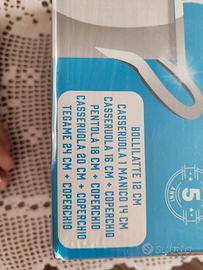 BOLLILATTE 12 CM
CASSERUOLA 1 MANICO 14 CM
CASSERUOLA 16 CM + COPERCHIO
PENTOLA 18 CM + COPERCHIO
CASSERUOLA 20 CM + COPERCHIO
TEGAME 24 CM + COPERCHIO
5
subito